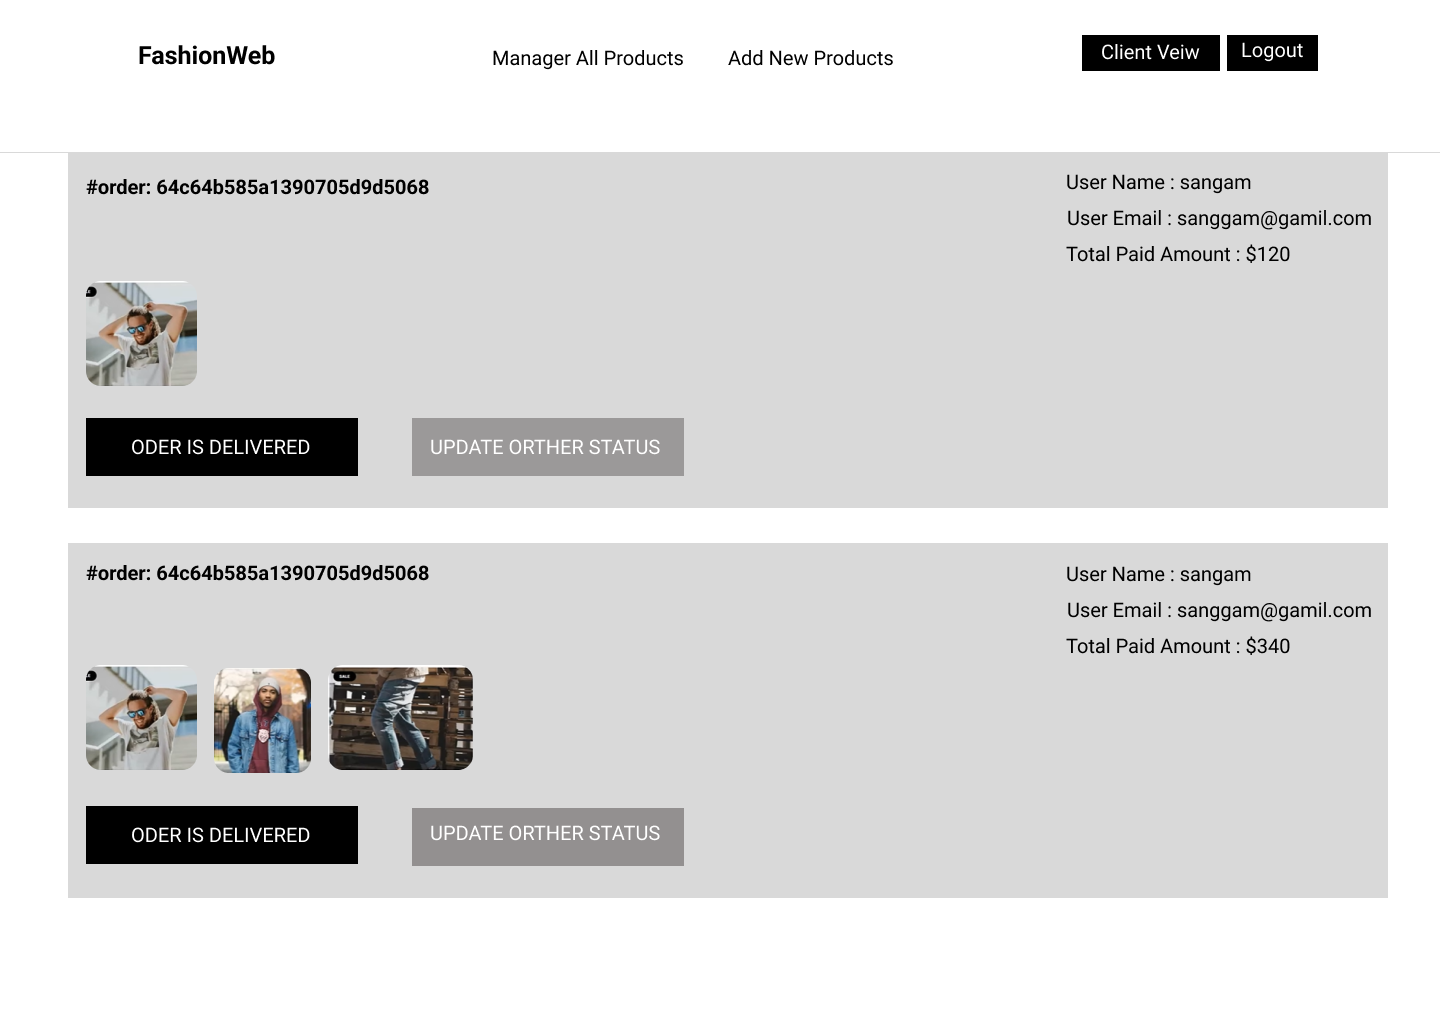 FashionWeb
Manager All Products
Add New Products
Client Veiw
Logout
#order: 64c64b585a1390705d9d5068
User Name : sangam
User Email : sanggam@gamil.com
Total Paid Amount : $120
ODER IS DELIVERED
UPDATE ORTHER STATUS
#order: 64c64b585a1390705d9d5068
User Name : sangam
User Email : sanggam@gamil.com
Total Paid Amount : $340
SALE
ODER IS DELIVERED
UPDATE ORTHER STATUS